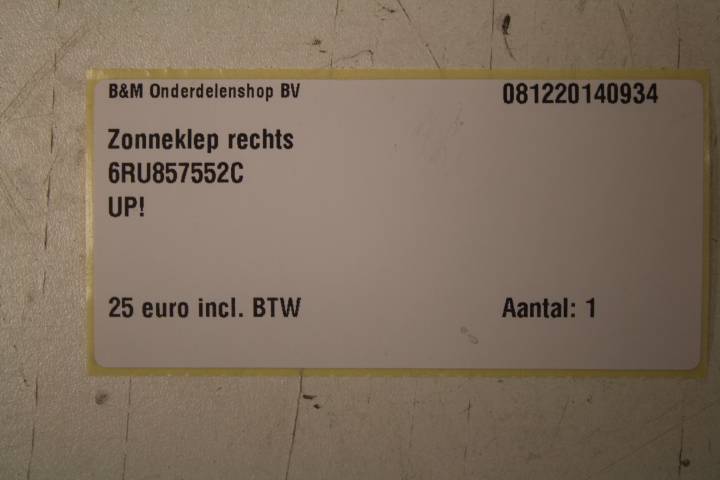 B&M Onderdelenshop BV 081220140934
Zonneklep rechts
6RU857552C
UP!
25 euro incl. BTW Aantal: 1